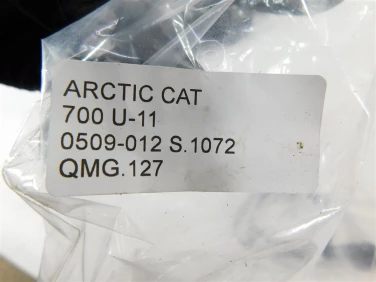 ARCTIC CAT
700 U-11
0509-012 S.1072
QMG.127